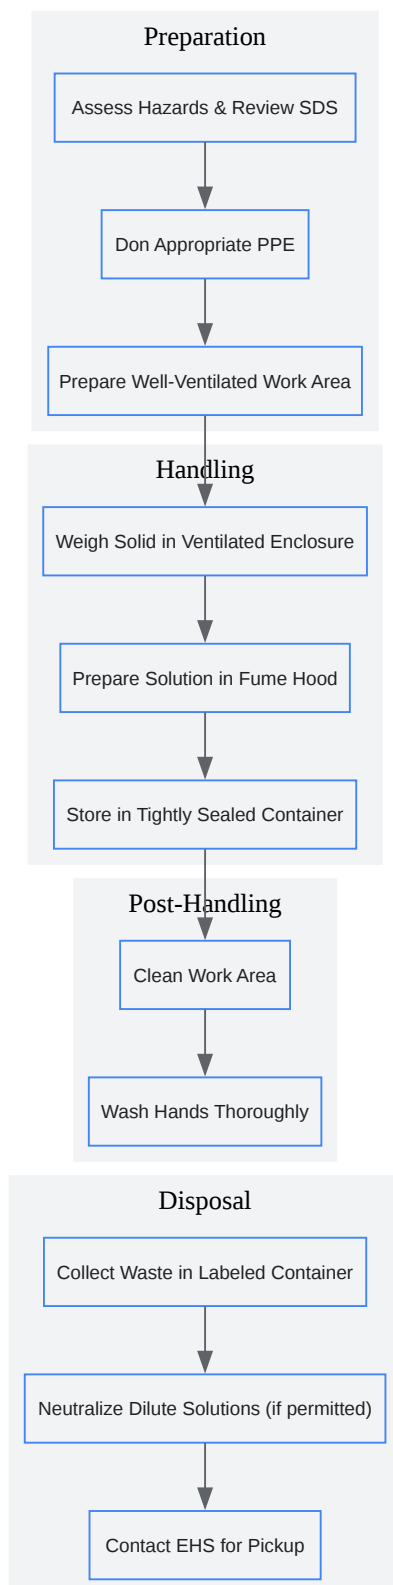 Preparation
Assess Hazards & Review SDS
Don Appropriate PPE
Prepare Well-Ventilated Work Area
Handling
Weigh Solid in Ventilated Enclosure
Prepare Solution in Fume Hood
Store in Tightly Sealed Container
Post-Handling
Clean Work Area
Wash Hands Thoroughly
Disposal
Collect Waste in Labeled Container
Neutralize Dilute Solutions (if permitted)
Contact EHS for Pickup